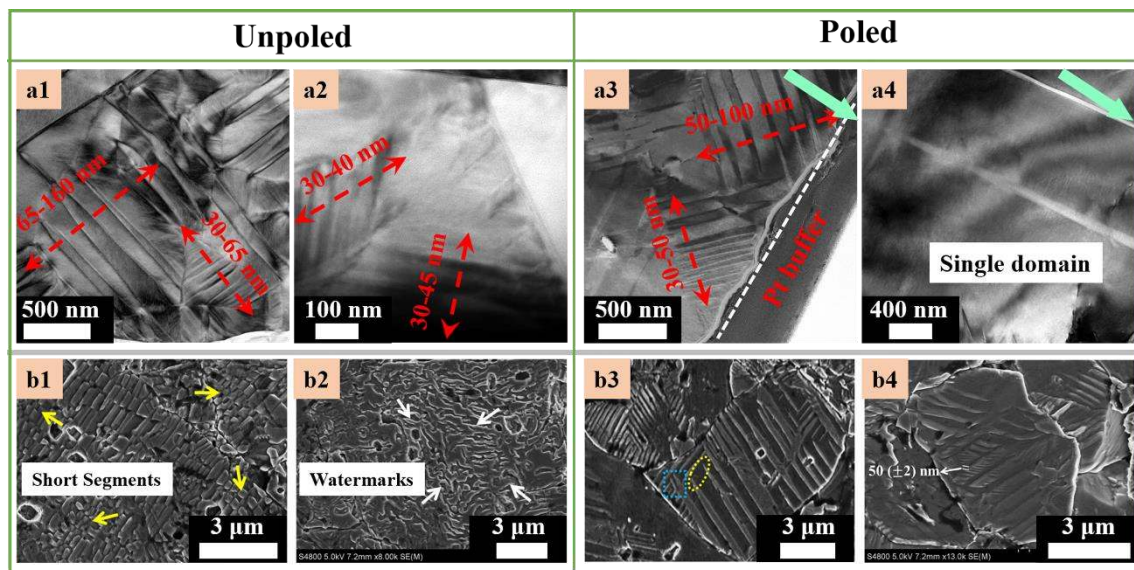 Unpoled
Poled
a1
65-160 nm
30-65 nm
500 nm
a2
30-40 nm
30-45 nm
100 nm
a3
50-100 nm
30-50 nm
Pt buffer
500 nm
a4
Single domain
400 nm
b1
Short Segments
3 μm
b2
Watermarks
3 μm
S4800 5.0kV 7.2mm x8.00k SE(M)
b3
3 μm
b4
50 (±2) nm
3 μm
S4800 5.0kV 7.2mm x13.0k SE(M)